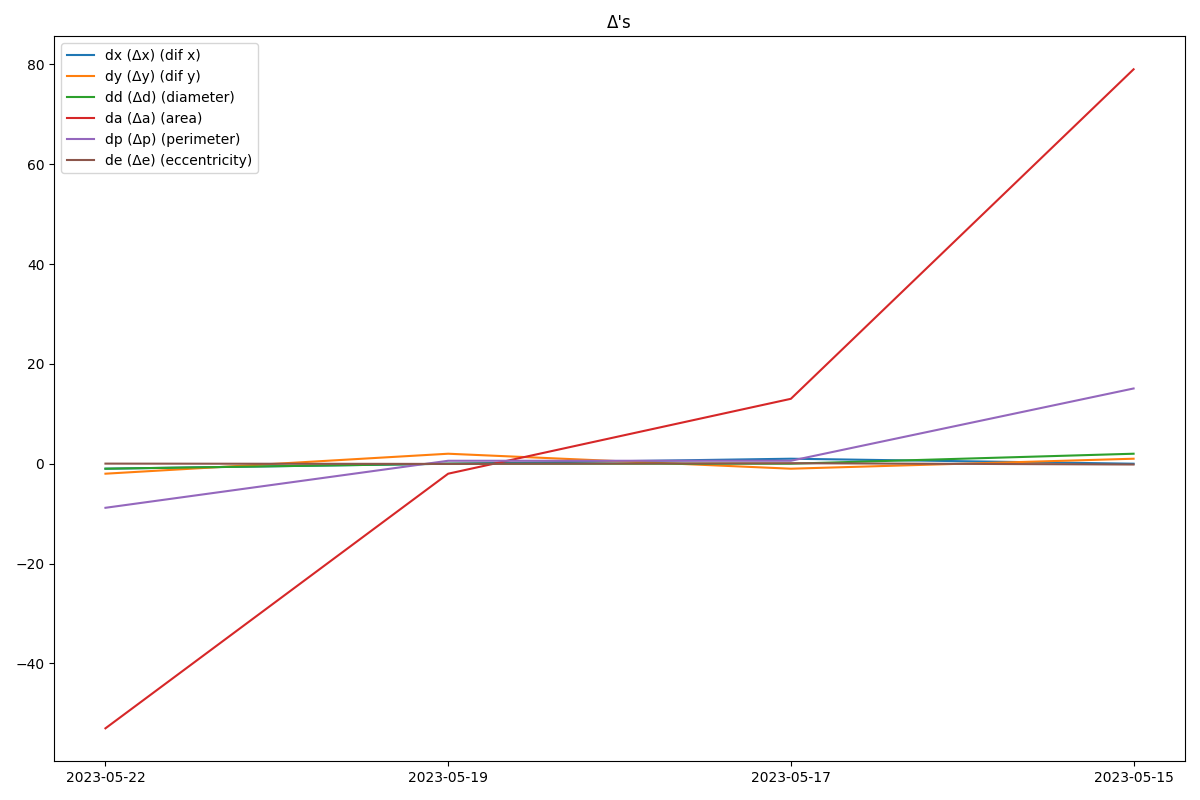 Δ's
dx (Δx) (dif x)
dy (Δy) (dif y)
dd (Δd) (diameter)
da (Δa) (area)
dp (Δp) (perimeter)
de (Δe) (eccentricity)
80
60
40
20
0
−20
−40
2023-05-22 2023-05-19 2023-05-17 2023-05-15